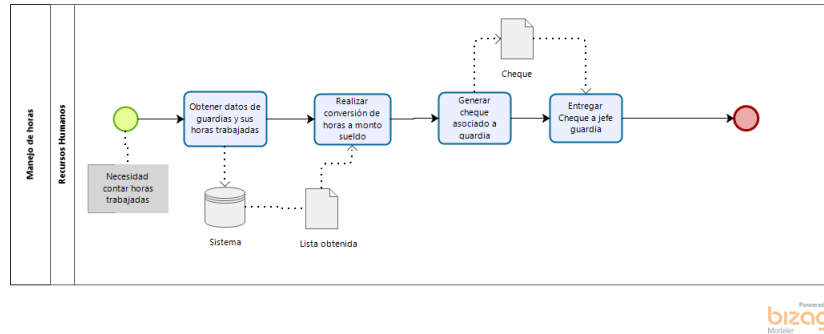 Manejo de horas
Recursos Humanos
Necesidad
contar horas
trabajadas
Obtener datos de
guardias y sus
horas trabajadas
Sistema
Lista obtenida
Realizar
conversión de
horas a monto
sueldo
Generar
cheque
asociado a
guardia
Cheque
Entregar
Cheque a jefe
guardia
Powered
bizag
Modeler